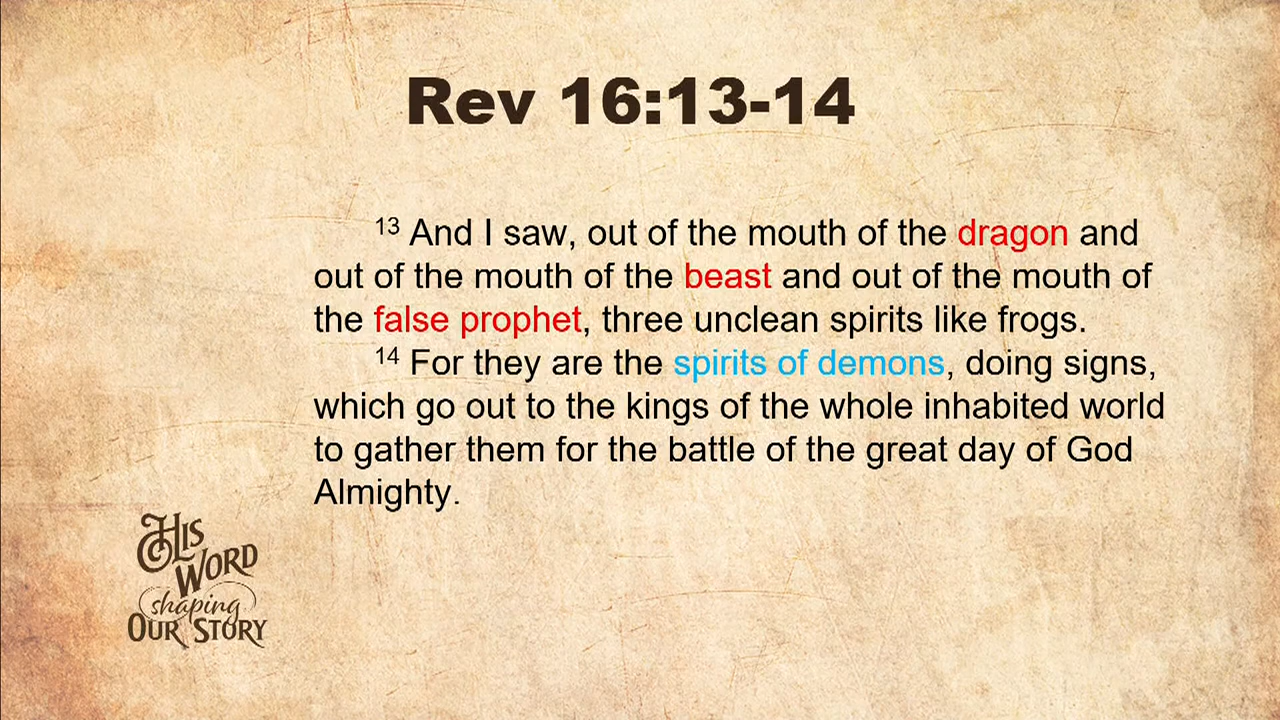 Rev 16:13-14
13 And I saw, out of the mouth of the dragon and
out of the mouth of the beast and out of the mouth of
the false prophet, three unclean spirits like frogs.
14 For they are the spirits of demons, doing signs,
which go out to the kings of the whole inhabited world
to gather them for the battle of the great day of God
Almighty.
HIS
WORD
shaping
OUR STORY